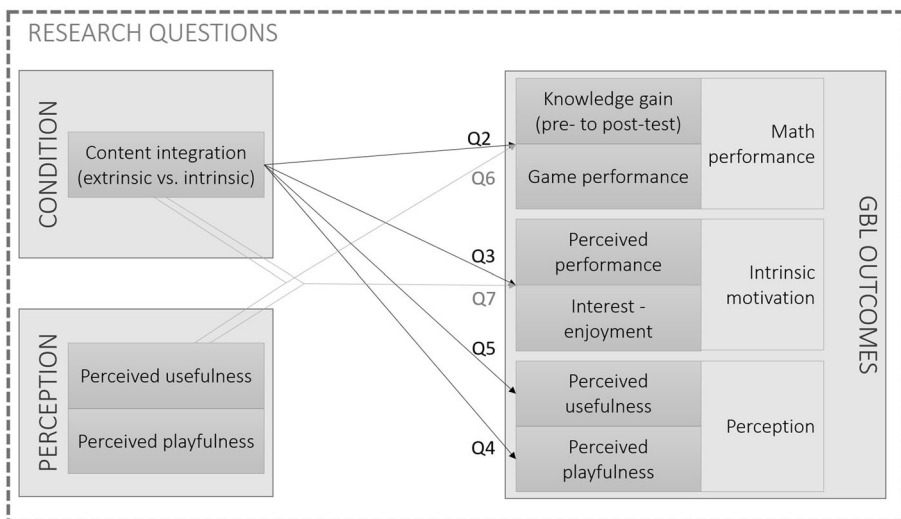 RESEARCH QUESTIONS
CONDITION
Content integration
(extrinsic vs. intrinsic)
PERCEPTION
Perceived usefulness
Perceived playfulness
Q2
Q6
Q3
Q7
Q5
Q4
Knowledge gain
(pre- to post-test)
Game performance
Math
performance
Perceived
performance
Interest -
enjoyment
Intrinsic
motivation
Perceived
usefulness
Perceived
playfulness
Perception
GBL OUTCOMES